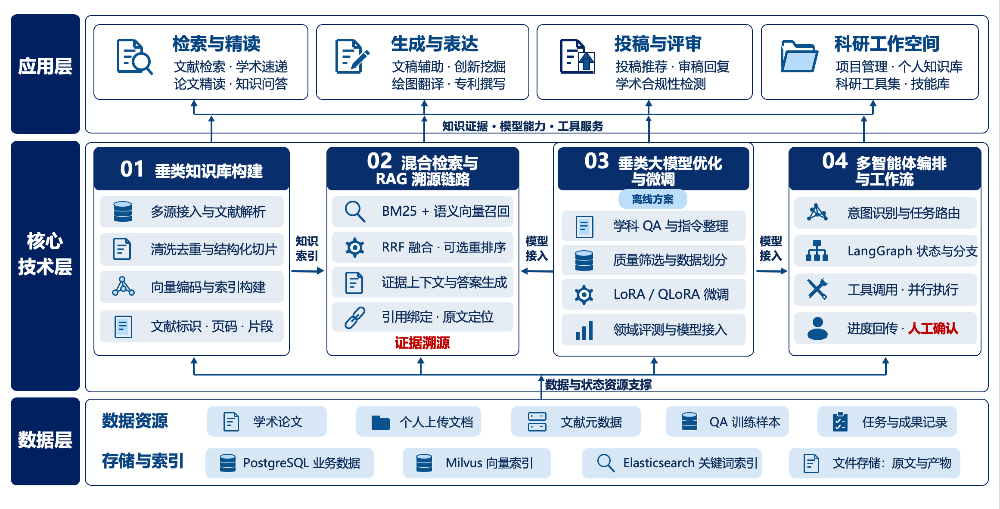 应用层
检索与精读
文献检索 · 学术速递
论文精读 · 知识问答
生成与表达
文稿辅助 · 创新挖掘
绘图翻译 · 专利撰写
投稿与评审
投稿推荐 · 审稿回复
学术合规性检测
科研工作空间
项目管理 · 个人知识库
科研工具集 · 技能库
知识证据 · 模型能力 · 工具服务
核心
技术层
01 垂类知识库构建
多源接入与文献解析
清洗去重与结构化切片
向量编码与索引构建
文献标识 · 页码 · 片段
知识
索引
02 混合检索与
RAG 溯源链路
BM25 + 语义向量召回
RRF 融合 · 可选重排序
证据上下文与答案生成
引用绑定 · 原文定位
证据溯源
模型
接入
03 垂类大模型优化
与微调
离线方案
学科 QA 与指令整理
质量筛选与数据划分
LoRA / QLoRA 微调
领域评测与模型接入
模型
接入
04 多智能体编排
与工作流
意图识别与任务路由
LangGraph 状态与分支
工具调用 · 并行执行
进度回传 · 人工确认
数据与状态资源支撑
数据层
数据资源
学术论文
个人上传文档
文献元数据
QA 训练样本
任务与成果记录
存储与索引
PostgreSQL 业务数据
Milvus 向量索引
Elasticsearch 关键词索引
文件存储：原文与产物